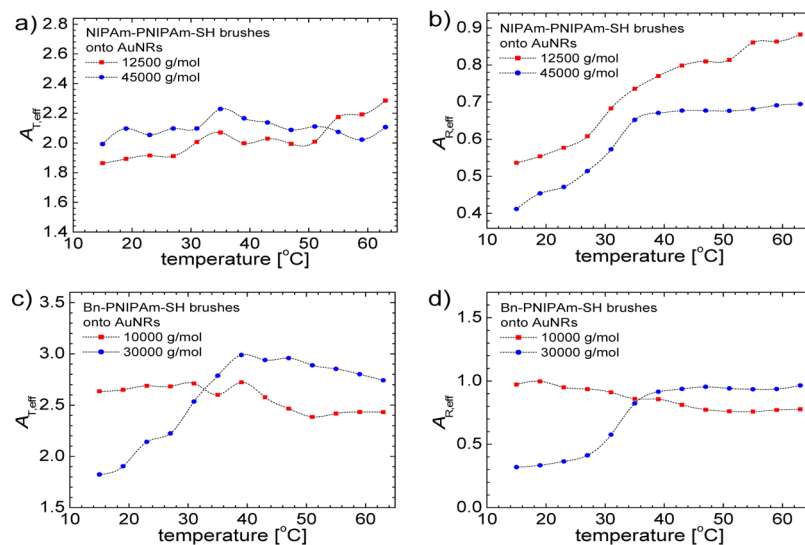 a)
NIPAm-PNIPAm-SH brushes
onto AuNRs
12500 g/mol
45000 g/mol
A_T,eff
2.8
2.6
2.4
2.2
2.0
1.8
1.6
1.4
10 20 30 40 50 60
temperature [°C]
b)
NIPAm-PNIPAm-SH brushes
onto AuNRs
12500 g/mol
45000 g/mol
A_R,eff
0.9
0.8
0.7
0.6
0.5
0.4
10 20 30 40 50 60
temperature [°C]
c)
Bn-PNIPAm-SH brushes
onto AuNRs
10000 g/mol
30000 g/mol
A_T,eff
3.5
3.0
2.5
2.0
1.5
10 20 30 40 50 60
temperature [°C]
d)
Bn-PNIPAm-SH brushes
onto AuNRs
10000 g/mol
30000 g/mol
A_R,eff
1.5
1.0
0.5
0.0
10 20 30 40 50 60
temperature [°C]